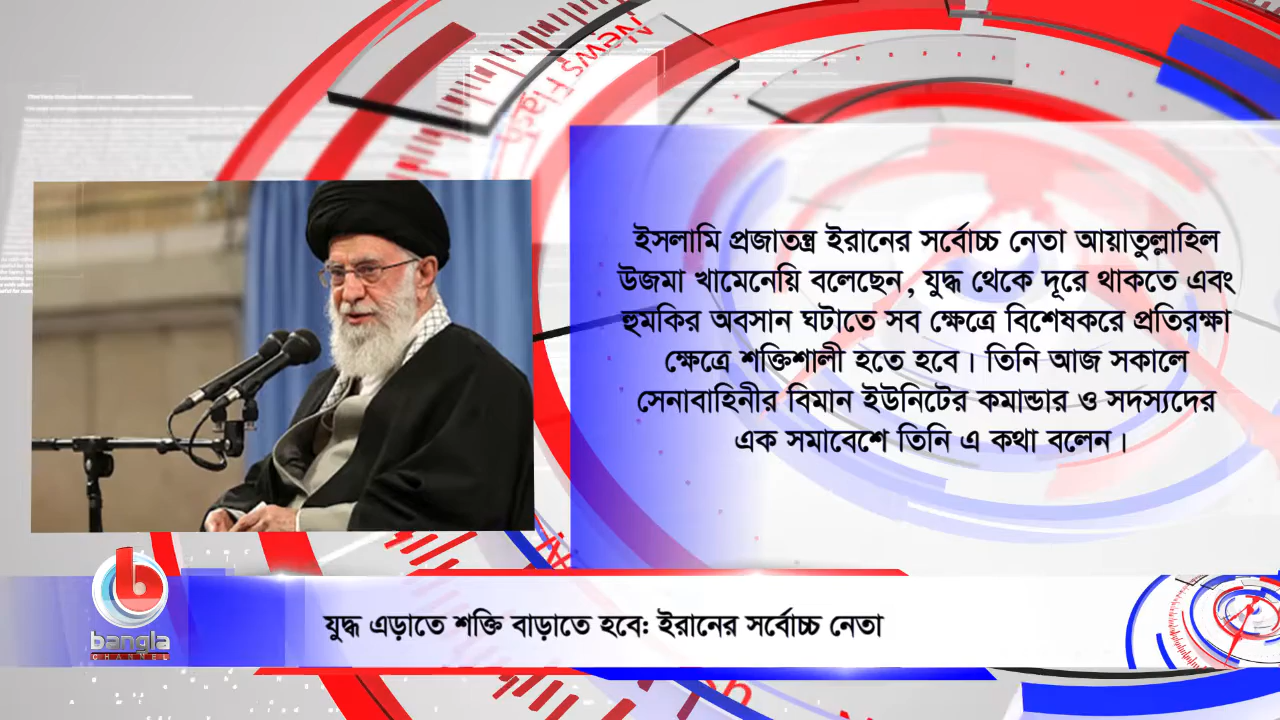 News Flash
ইসলামি প্রজাতন্ত্র ইরানের সর্বোচ্চ নেতা আয়াতুল্লাহিল
উজমা খামেনেয়ি বলেছেন, যুদ্ধ থেকে দূরে থাকতে এবং
হুমকির অবসান ঘটাতে সব ক্ষেত্রে বিশেষকরে প্রতিরক্ষা
ক্ষেত্রে শক্তিশালী হতে হবে। তিনি আজ সকালে
সেনাবাহিনীর বিমান ইউনিটের কমান্ডার ও সদস্যদের
এক সমাবেশে তিনি এ কথা বলেন।
b
bangla
CHANNEL
যুদ্ধ এড়াতে শক্তি বাড়াতে হবে: ইরানের সর্বোচ্চ নেতা